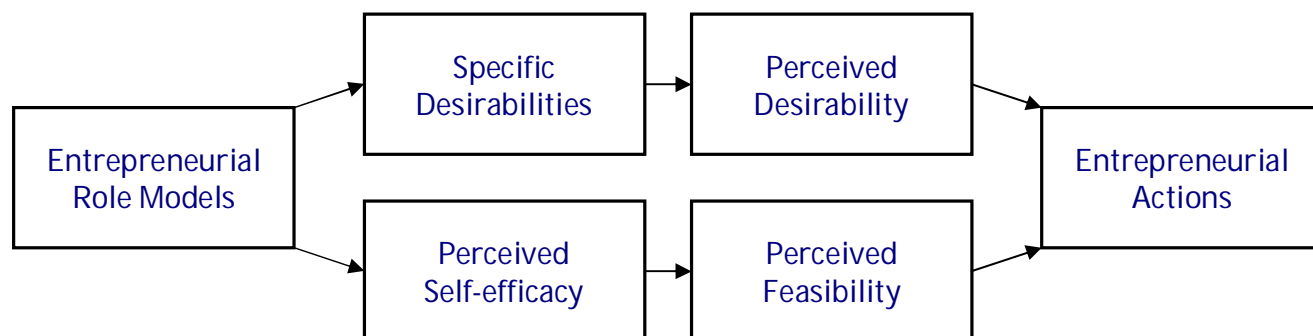 Specific
Desirabilities
Perceived
Desirability
Entrepreneurial
Role Models
Entrepreneurial
Actions
Perceived
Self-efficacy
Perceived
Feasibility